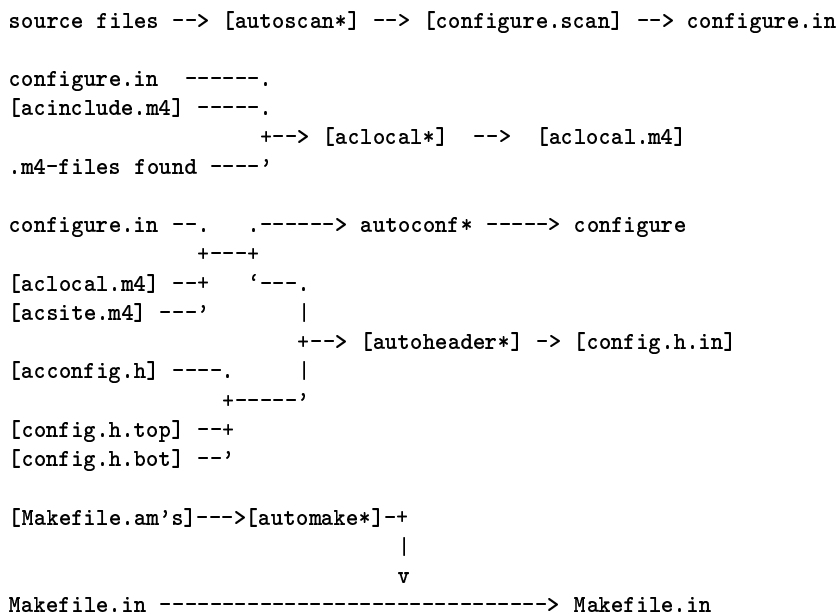 source files --> [autoscan*] --> [configure.scan] --> configure.in
configure.in ------.
[acinclude.m4] -----.
+--> [aclocal*] --> [aclocal.m4]
.m4-files found ----’
configure.in --. .------> autoconf* -----> configure
+---+
[aclocal.m4] --+ ‘---.
[acsite.m4] ---’ |
+--> [autoheader*] -> [config.h.in]
[acconfig.h] ----. |
+-----’
[config.h.top] --+
[config.h.bot] --’
[Makefile.am’s]--->[automake*]-+
|
v
Makefile.in -------------------------------> Makefile.in